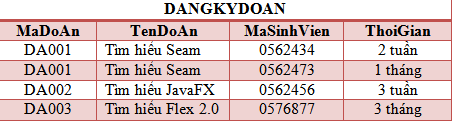 DANGKYDOAN
MaDoAn TenDoAn MaSinhVien ThoiGian
DA001 Tìm hiểu Seam 0562434 2 tuần
DA001 Tìm hiểu Seam 0562473 1 tháng
DA002 Tìm hiểu JavaFX 0562456 3 tuần
DA003 Tìm hiểu Flex 2.0 0576877 3 tháng